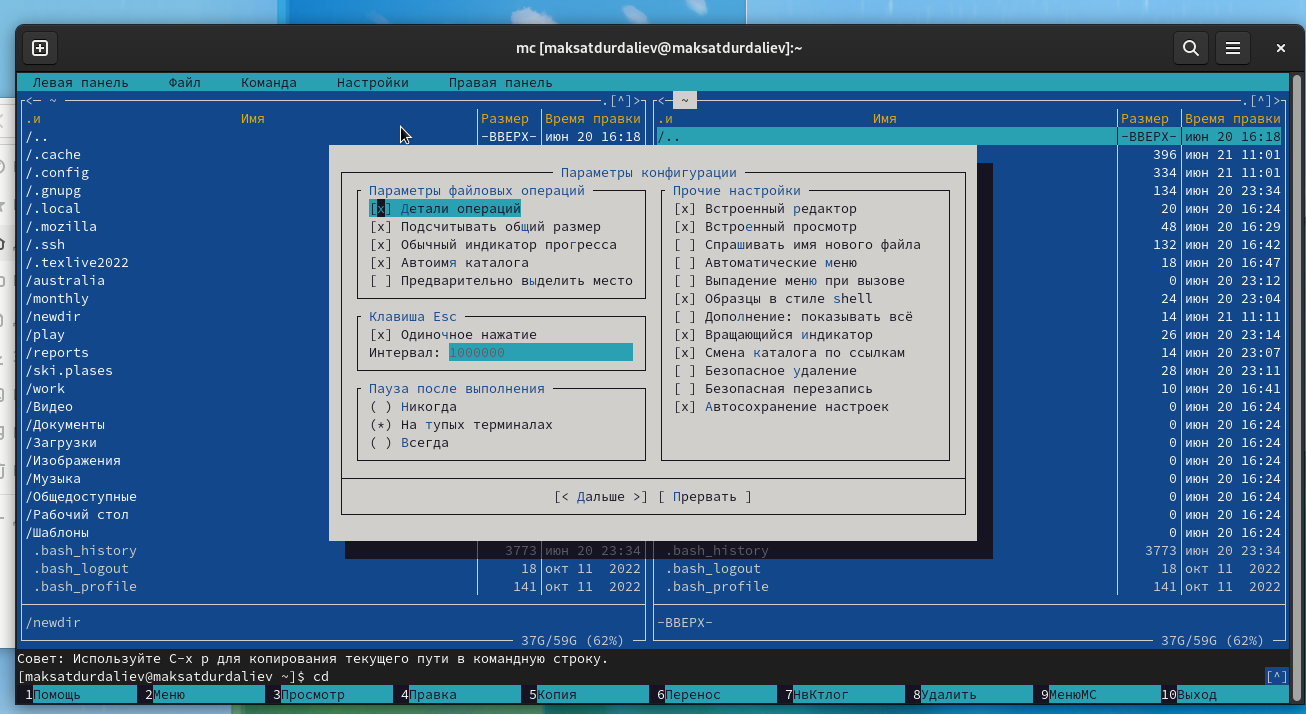 mc [maksatdurdaliev@maksatdurdaliev]:~
Левая панель Файл Команда Настройки Правая панель
<— ~ .[^]> <— ~ .[^]>
.и Имя Размер Время правки .и Имя Размер Время правки
/.. -ВВЕРХ- июн 20 16:18 /.. -ВВЕРХ- июн 20 16:18
/.cache 396 июн 21 11:01
/.config 334 июн 21 11:01
/.gnupg 134 июн 20 23:34
/.local 20 июн 20 16:24
/.mozilla 48 июн 20 16:29
/.ssh 132 июн 20 16:42
/.texlive2022 18 июн 20 16:47
/australia 0 июн 20 23:12
/monthly 24 июн 20 23:04
/newdir 14 июн 21 11:11
/play 26 июн 20 23:14
/reports 14 июн 20 23:07
/ski.plases 28 июн 20 23:11
/work 10 июн 20 16:41
/Видео 0 июн 20 16:24
/Документы 0 июн 20 16:24
/Загрузки 0 июн 20 16:24
/Изображения 0 июн 20 16:24
/Музыка 0 июн 20 16:24
/Общедоступные 0 июн 20 16:24
/Рабочий стол 0 июн 20 16:24
/Шаблоны 0 июн 20 16:24
.bash_history 3773 июн 20 23:34 .bash_history 3773 июн 20 23:34
.bash_logout 18 окт 11 2022 .bash_logout 18 окт 11 2022
.bash_profile 141 окт 11 2022 .bash_profile 141 окт 11 2022
/newdir -ВВЕРХ-
37G/59G (62%) 37G/59G (62%)
Параметры конфигурации
Параметры файловых операций
[x] Детали операций
[x] Подсчитывать общий размер
[x] Обычный индикатор прогресса
[x] Автоимя каталога
[ ] Предварительно выделить место
Клавиша Esc
[x] Одиночное нажатие
Интервал: 1000000
Пауза после выполнения
( ) Никогда
(*) На тупых терминалах
( ) Всегда
Прочие настройки
[x] Встроенный редактор
[x] Встроенный просмотр
[ ] Спрашивать имя нового файла
[ ] Автоматические меню
[ ] Выпадение меню при вызове
[x] Образцы в стиле shell
[ ] Дополнение: показывать всё
[x] Вращающийся индикатор
[x] Смена каталога по ссылкам
[ ] Безопасное удаление
[ ] Безопасная перезапись
[x] Автосохранение настроек
[< Дальше >] [ Прервать ]
Совет: Используйте C-x p для копирования текущего пути в командную строку.
[maksatdurdaliev@maksatdurdaliev ~]$ cd [^]
1Помощь 2Меню 3Просмотр 4Правка 5Копия 6Перенос 7НвКтлог 8Удалить 9МенюMC 10Выход